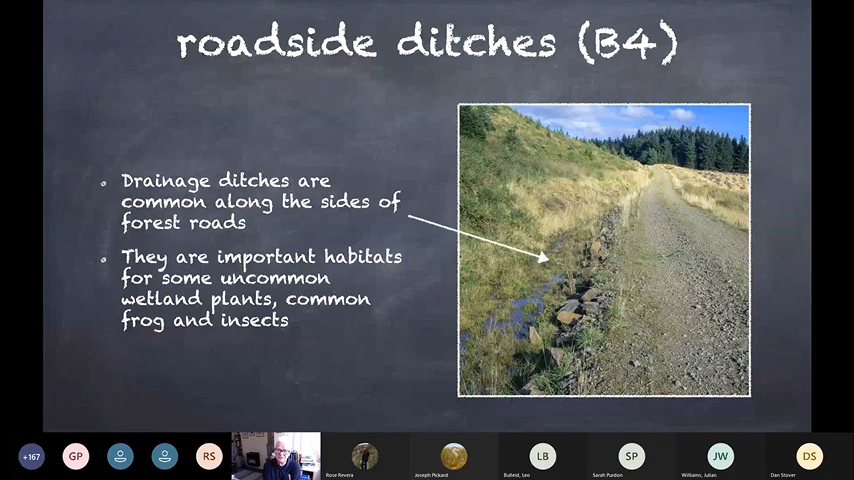 roadside ditches (B4)
Drainage ditches are
common along the sides of
forest roads
They are important habitats
for some uncommon
wetland plants, common
frog and insects
+167
GP
RS
LB
SP
JW
DS
Rose Revera
Joseph Pickard
Bulleid, Leo
Sarah Purdon
Williams, Julian
Dan Stover